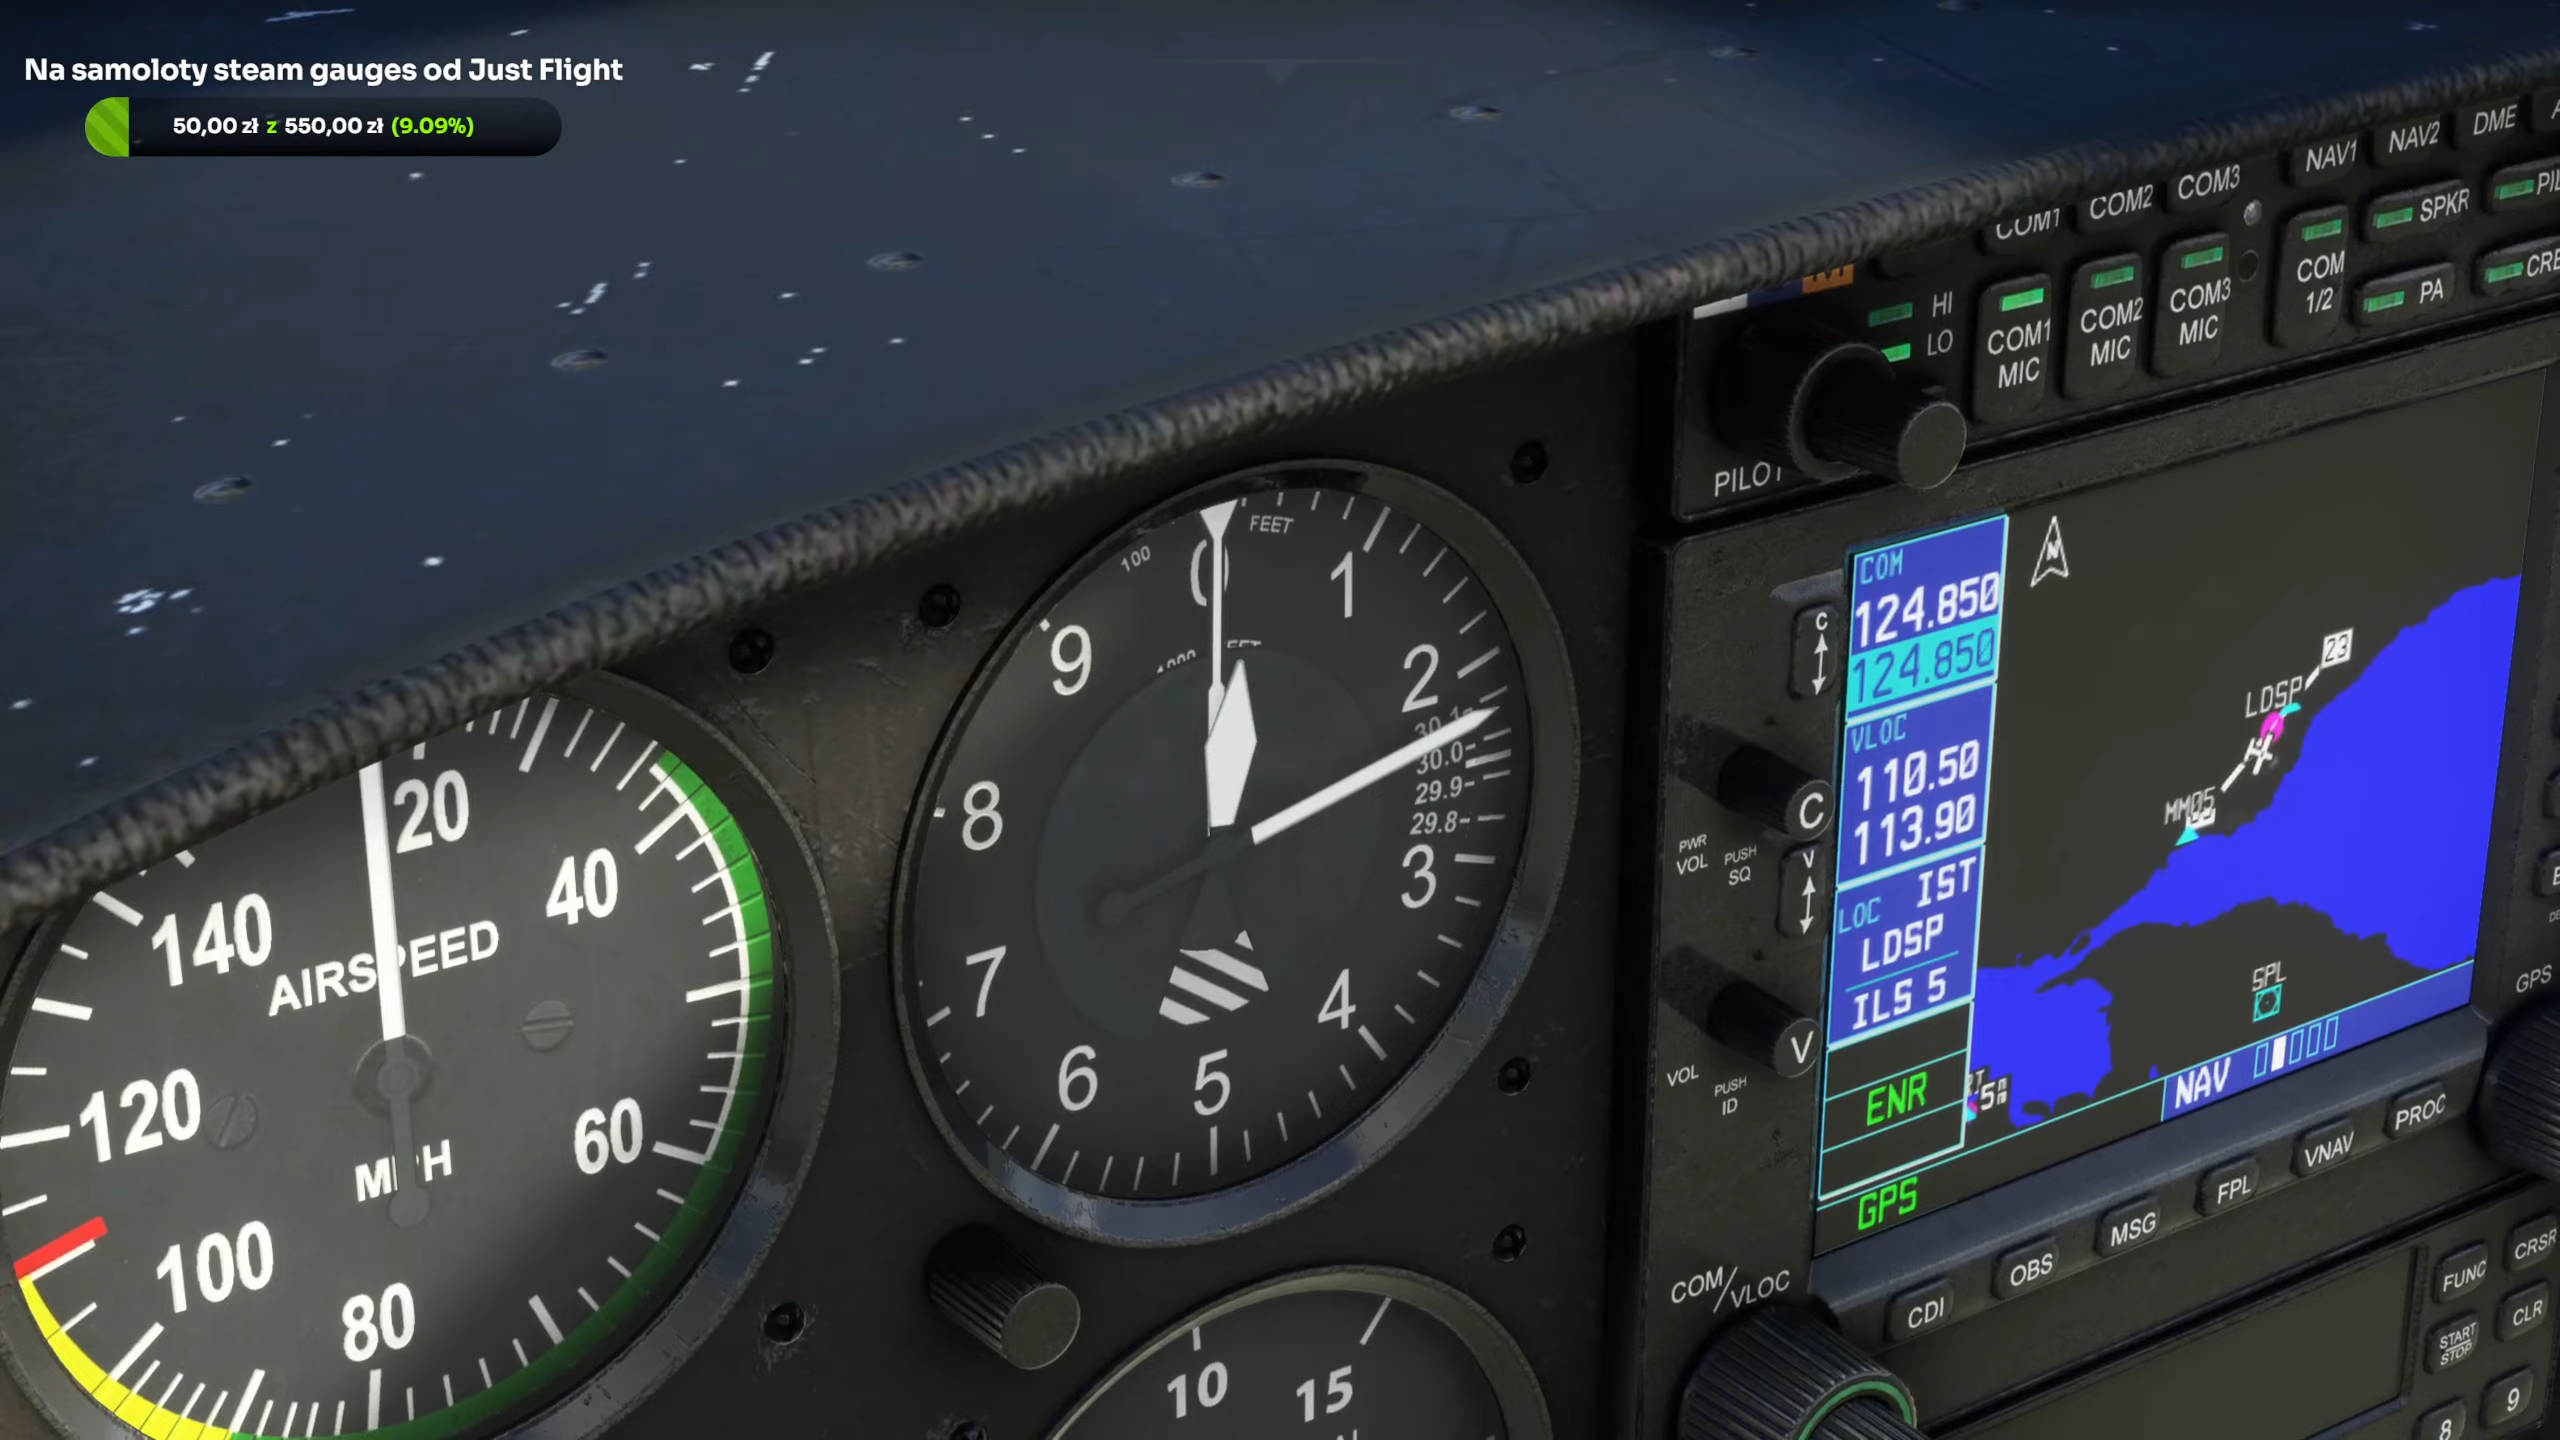 Na samoloty steam gauges od Just Flight
50,00 zł z 550,00 zł (9.09%)
NAV1
NAV2
DME
COM1
COM2
COM3
SPKR
COM 1/2
PA
HI
LO
COM1 MIC
COM2 MIC
COM3 MIC
PILOT
FEET
100
0
1
2
3
4
5
6
7
8
9
30.0
29.9
29.8
20
40
60
80
100
120
140
AIRSPEED
MPH
10
15
C
PWR VOL
PUSH SQ
C
V
VOL
PUSH ID
V
COM/VLOC
COM
124.850
124.850
VLOC
110.50
113.90
IST
LOC
LDSP
ILS 5
ENR
GPS
N
23
LDSP
MM05
SPL
NAV
GPS
CDI
OBS
MSG
FPL
VNAV
PROC
CRSR
FUNC
CLR
START STOP
8
9